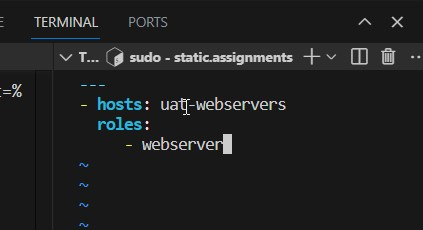 TERMINAL PORTS
T... sudo - static.assignments
t=%
---
- hosts: uat-webservers
roles:
- webserver
~
~
~
~